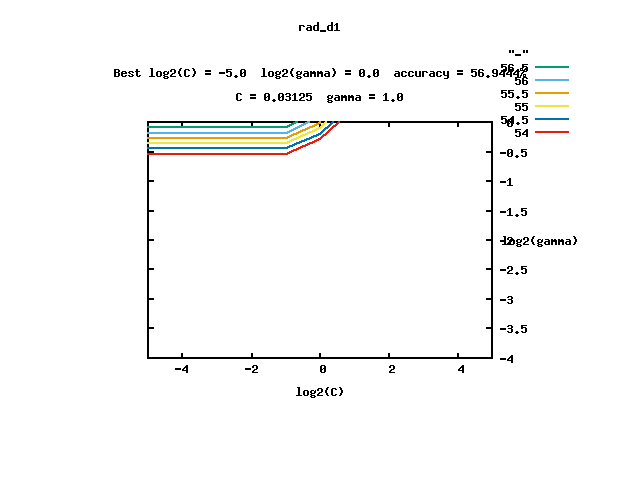 rad_d1
"_"
Best log2(C) = -5.0  log2(gamma) = 0.0  accuracy = 56.9444%
C = 0.03125  gamma = 1.0
56.5
56
55.5
55
54.5
54
0
-0.5
-1
-1.5
-2
log2(gamma)
-2.5
-3
-3.5
-4
-4 -2 0 2 4
log2(C)